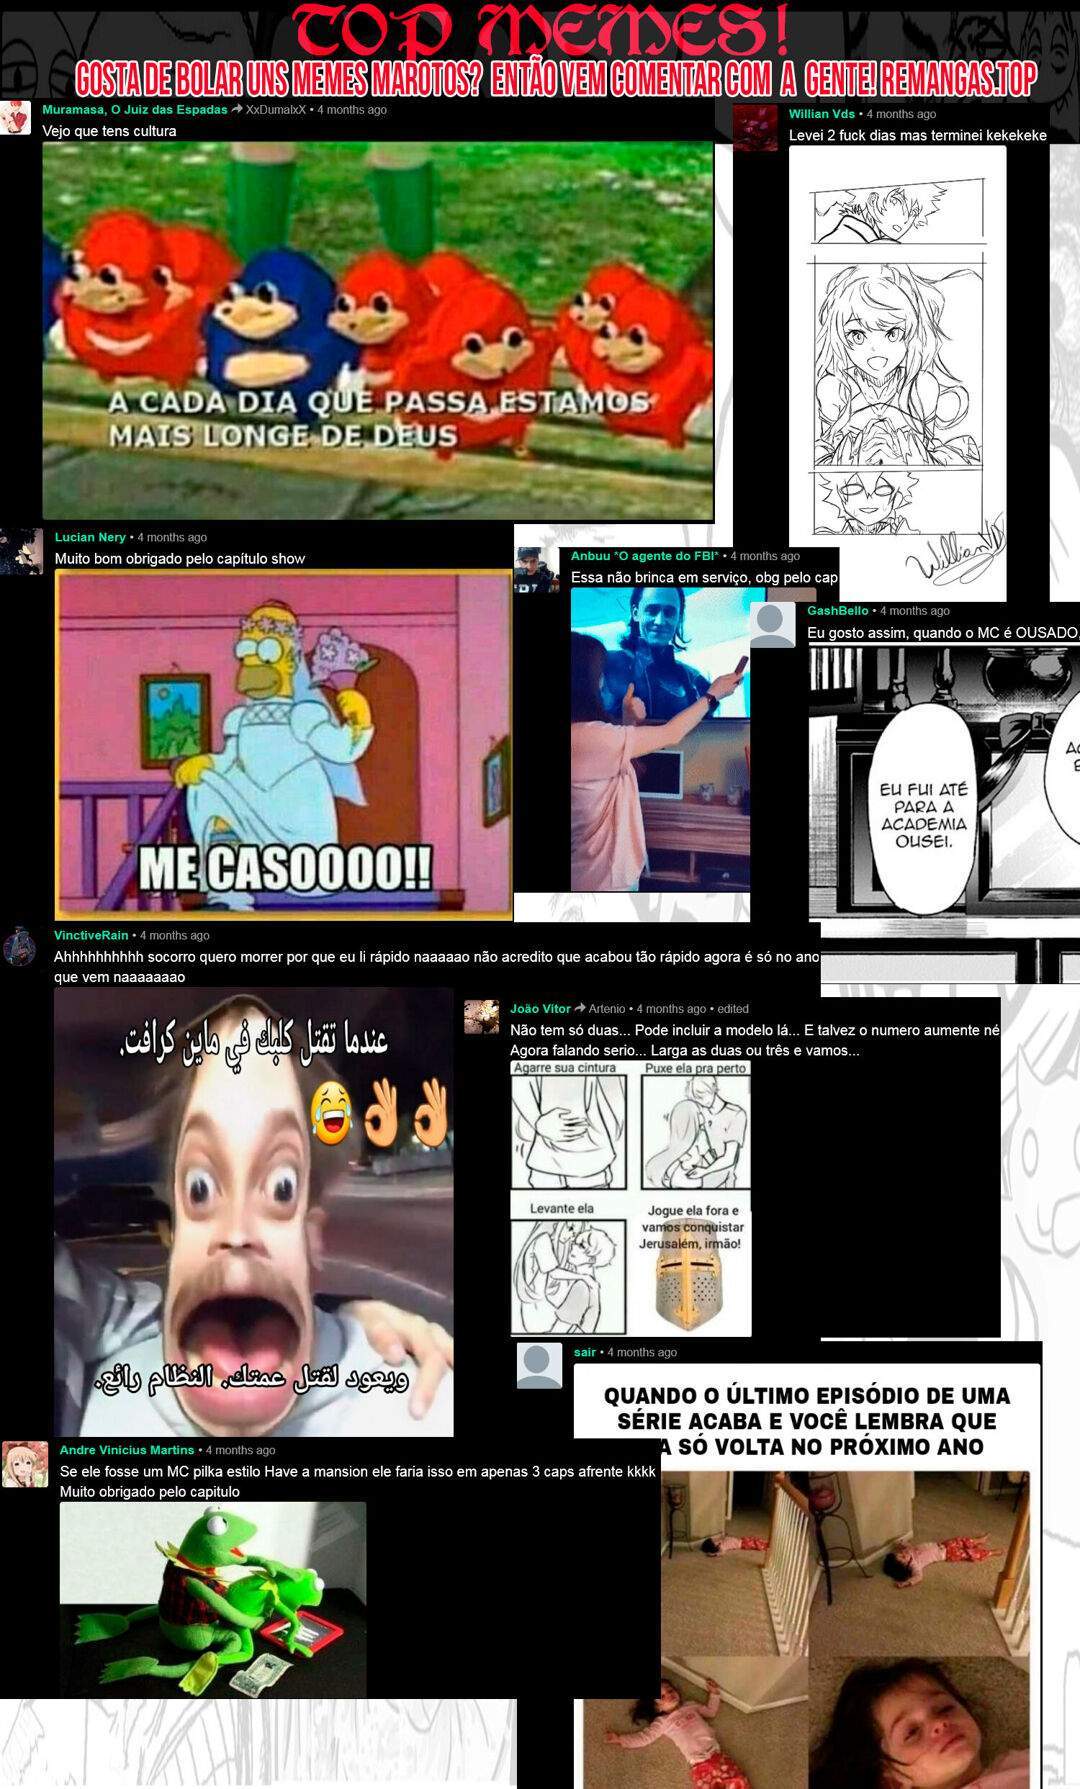 TOP MEMES!
GOSTA DE BOLAR UNS MEMES MAROTOS? ENTÃO VEM COMENTAR COM A GENTE! REMANGAS.TOP
Muramasa, O Juiz das Espadas XxDumalxX • 4 months ago
Vejo que tens cultura
A CADA DIA QUE PASSA ESTAMOS
MAIS LONGE DE DEUS
Willian Vds • 4 months ago
Levei 2 fuck dias mas terminei kekekeke
Lucian Nery • 4 months ago
Muito bom obrigado pelo capítulo show
ME CASOOOO!!
Anbuu *O agente do FBI* • 4 months ago
Essa não brinca em serviço, obg pelo cap
GashBello • 4 months ago
Eu gosto assim, quando o MC é OUSADO,
EU FUI ATÉ
PARA A
ACADEMIA
OUSEI.
VinctiveRain • 4 months ago
Ahhhhhhhhhh socorro quero morrer por que eu li rápido naaaaao não acredito que acabou tão rápido agora é só no ano
que vem naaaaaaao
عندما تقتل كلبك في ماين كرافت.
😂👌👌
ويعود لقتل عمتك. النظام رائع.
João Vitor Artenio • 4 months ago • edited
Não tem só duas... Pode incluir a modelo lá... E talvez o numero aumente né
Agora falando serio... Larga as duas ou três e vamos...
Agarre sua cintura
Puxe ela pra perto
Levante ela
Jogue ela fora e
vamos conquistar
Jerusalém, irmão!
sair • 4 months ago
QUANDO O ÚLTIMO EPISÓDIO DE UMA
SÉRIE ACABA E VOCÊ LEMBRA QUE
A SÓ VOLTA NO PRÓXIMO ANO
Andre Vinicius Martins • 4 months ago
Se ele fosse um MC pilka estilo Have a mansion ele faria isso em apenas 3 caps afrente kkkk
Muito obrigado pelo capitulo